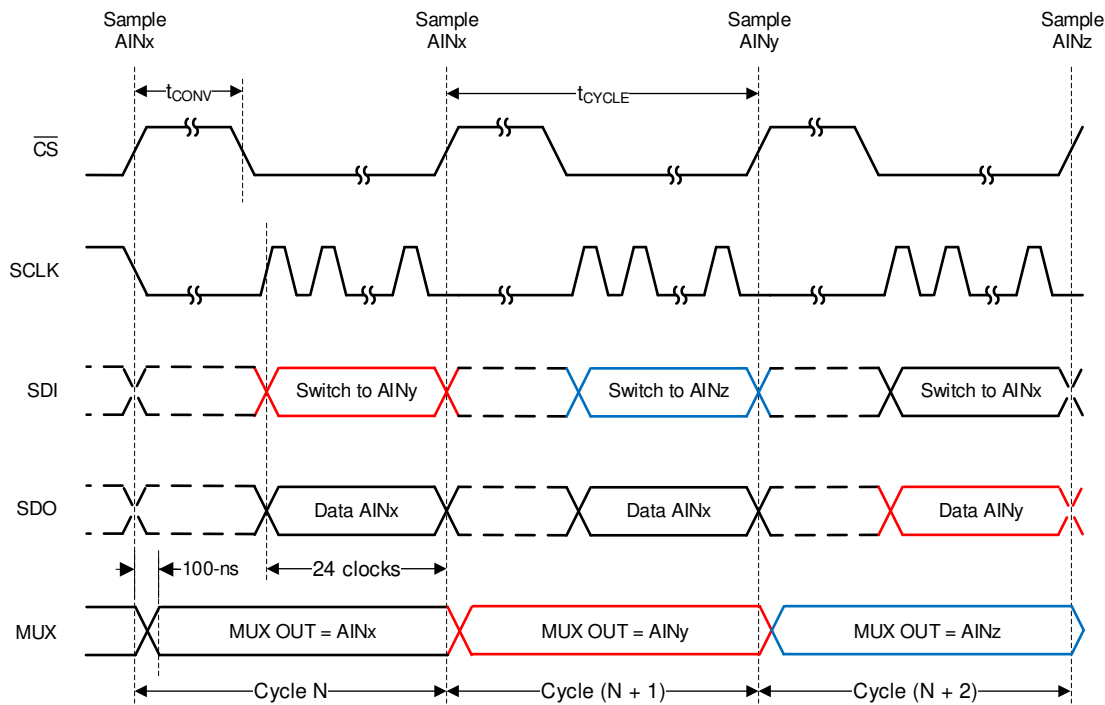 Sample
AINx
Sample
AINx
Sample
AINy
Sample
AINz
tCONV
tCYCLE
CS
SCLK
SDI
Switch to AINy
Switch to AINz
Switch to AINx
SDO
Data AINx
Data AINx
Data AINy
100-ns
24 clocks
MUX
MUX OUT = AINx
MUX OUT = AINy
MUX OUT = AINz
Cycle N
Cycle (N + 1)
Cycle (N + 2)